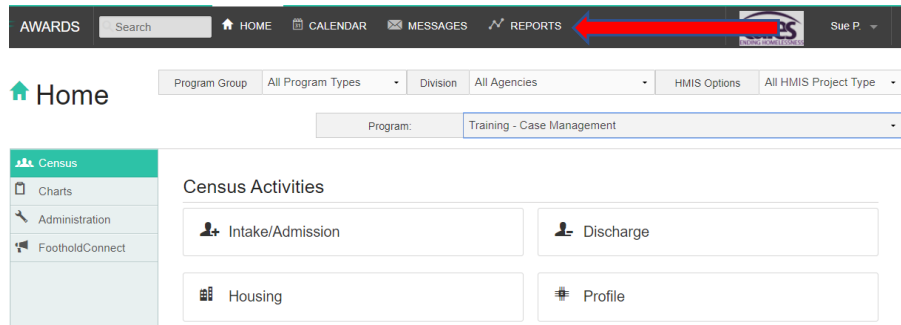 AWARDS Search HOME CALENDAR MESSAGES REPORTS Sue P.
ENDING HOMELESSNESS
Home Program Group All Program Types Division All Agencies HMIS Options All HMIS Project Type
Program: Training - Case Management
Census
Charts
Administration
FootholdConnect
Census Activities
Intake/Admission Discharge
Housing Profile